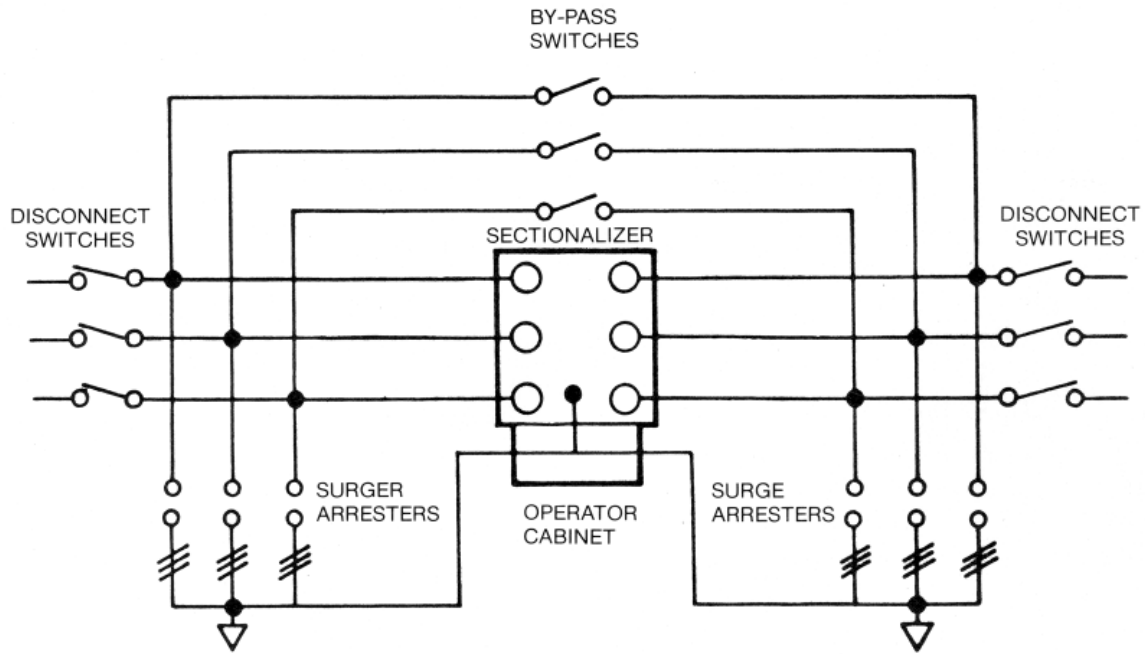 BY-PASS
SWITCHES
DISCONNECT
SWITCHES
DISCONNECT
SWITCHES
SECTIONALIZER
SURGER
ARRESTERS
OPERATOR
CABINET
SURGE
ARRESTERS